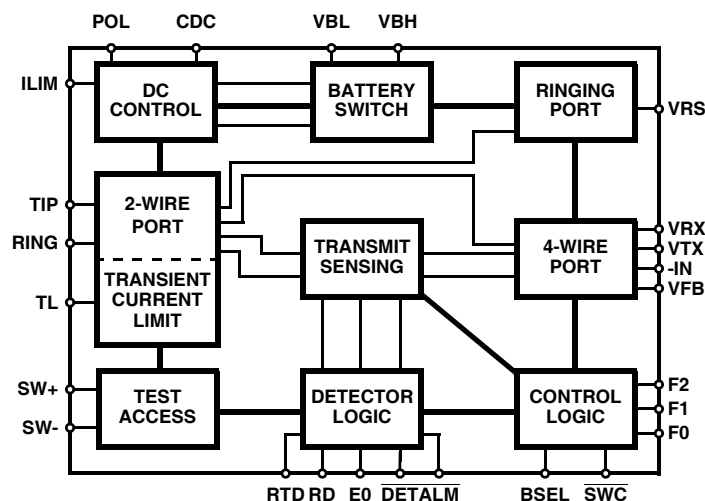 POL CDC VBL VBH
ILIM
DC
CONTROL
BATTERY
SWITCH
RINGING
PORT
VRS
TIP
RING
TL
2-WIRE
PORT
TRANSIENT
CURRENT
LIMIT
TRANSMIT
SENSING
4-WIRE
PORT
VRX
VTX
-IN
VFB
SW+
SW-
TEST
ACCESS
DETECTOR
LOGIC
CONTROL
LOGIC
F2
F1
F0
RTD RD E0 DETALM BSEL SWC